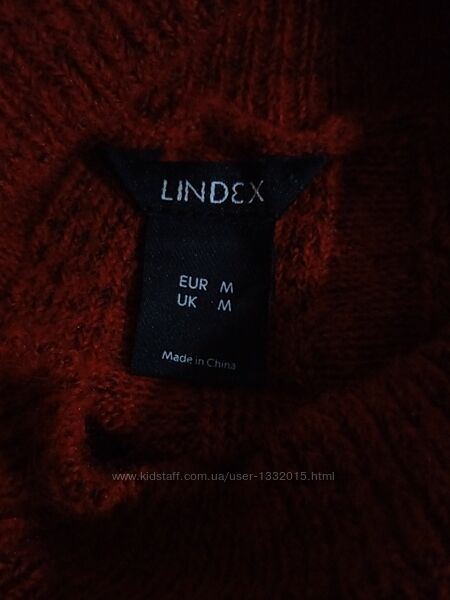 LINDEX
EUR M
UK M
Made in China
www.kidstaff.com.ua/user-1332015.html